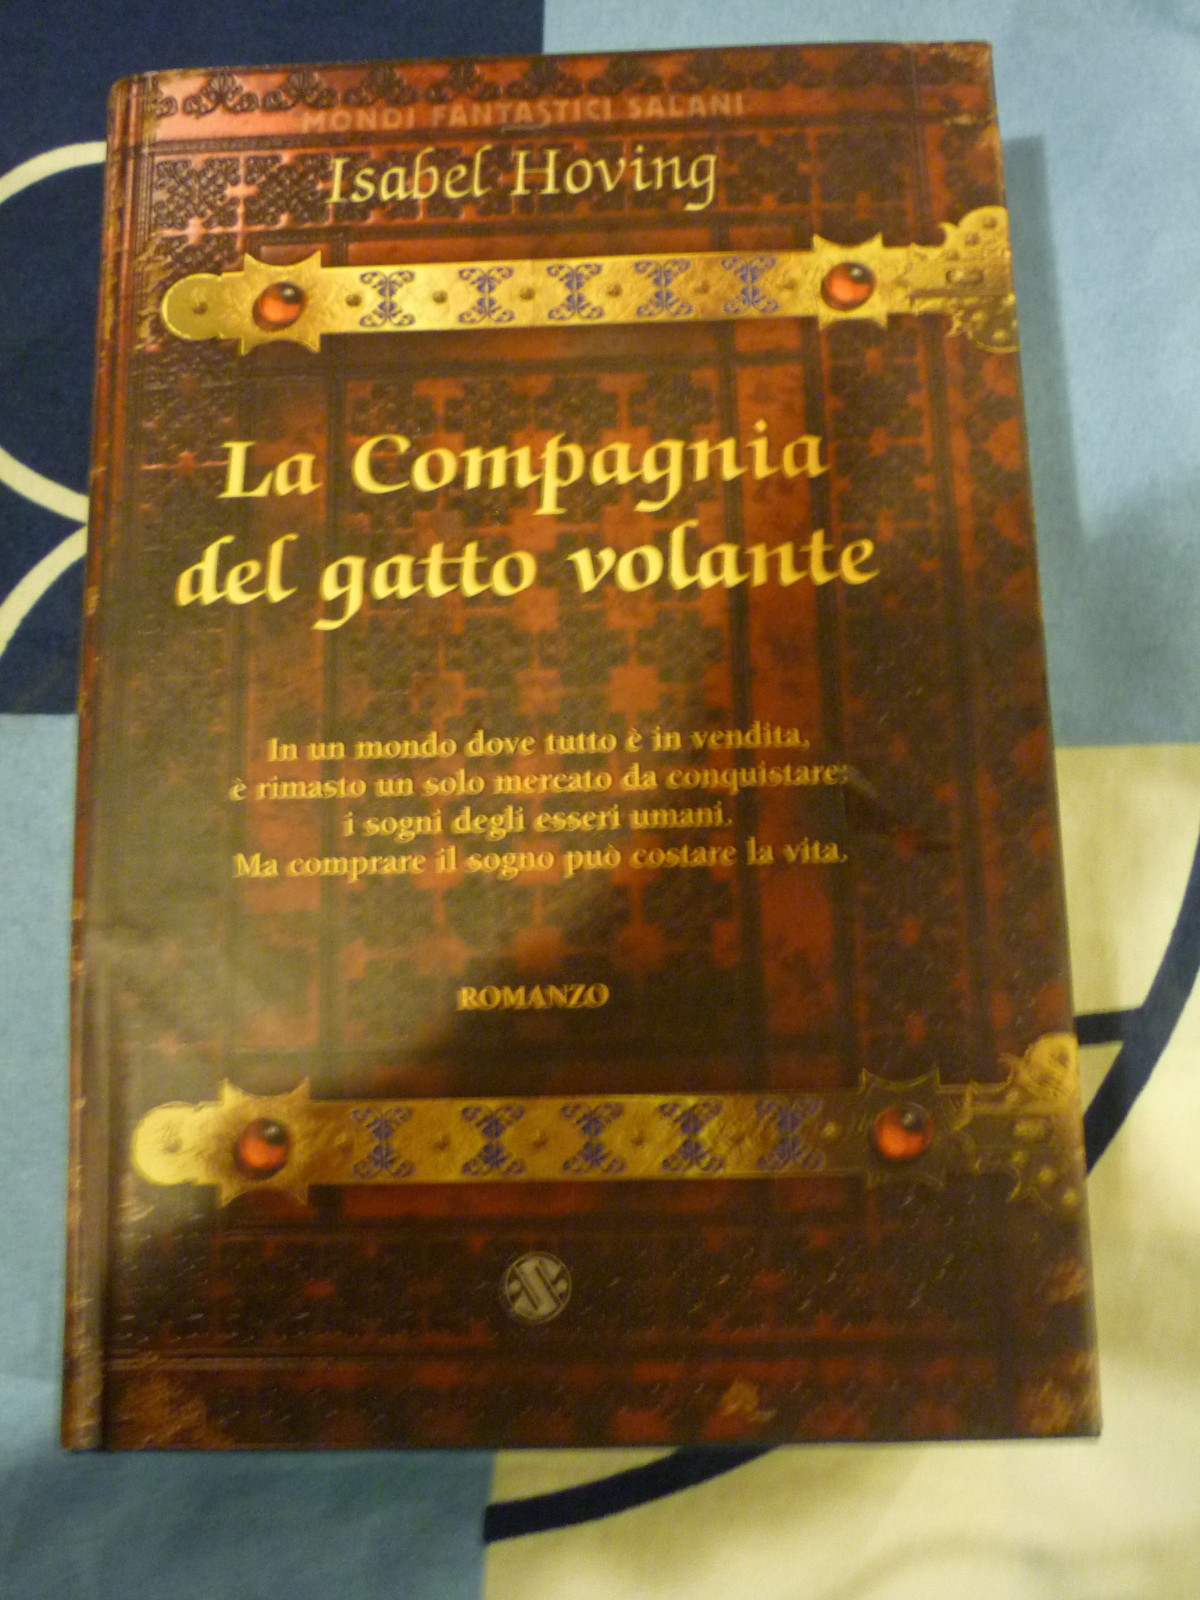 MONDI FANTASTICI SALANI
Isabel Hoving
La Compagnia
del gatto volante
In un mondo dove tutto è in vendita,
è rimasto un solo mercato da conquistare:
i sogni degli esseri umani.
Ma comprare il sogno può costare la vita.
ROMANZO
S